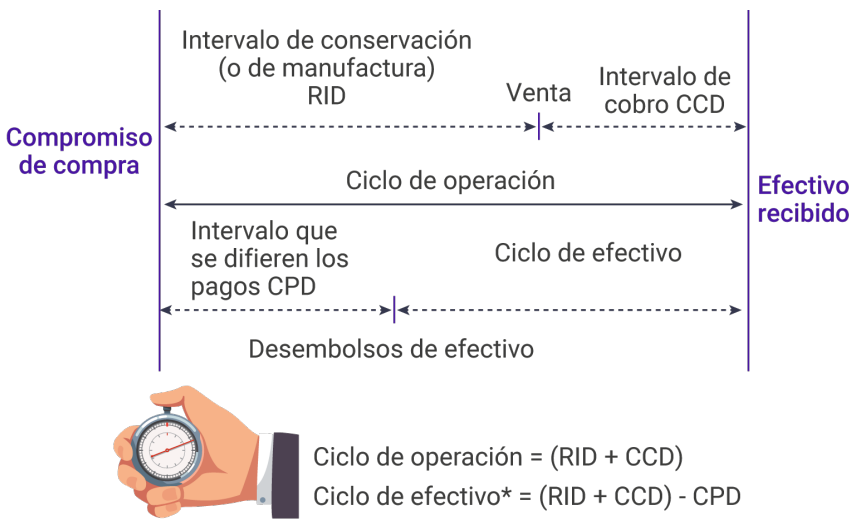 Intervalo de conservación
(o de manufactura)
RID
Venta
Intervalo de
cobro CCD
Compromiso
de compra
Ciclo de operación
Efectivo
recibido
Intervalo que
se difieren los
pagos CPD
Ciclo de efectivo
Desembolsos de efectivo
Ciclo de operación = (RID + CCD)
Ciclo de efectivo* = (RID + CCD) - CPD